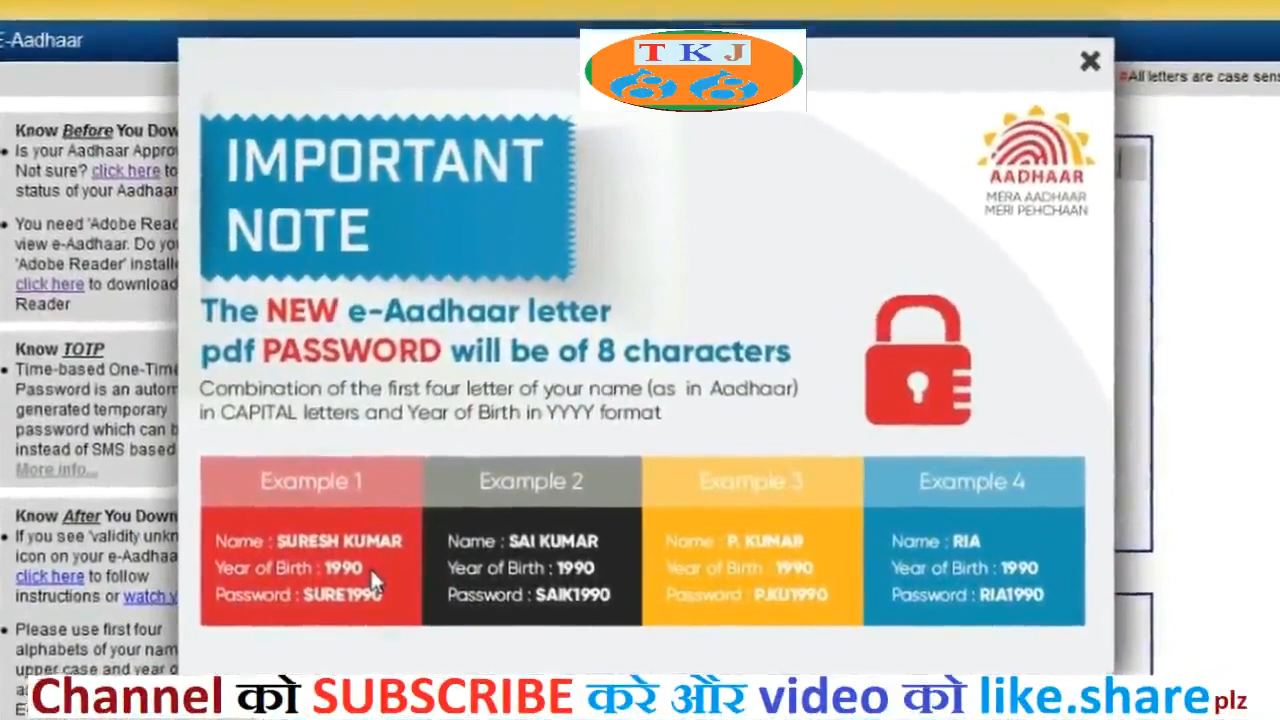 E-Aadhaar
T K J
#All letters are case sens
Know Before You Dow
Is your Aadhaar Appro
Not sure? click here to
status of your Aadhaar
You need 'Adobe Read
view e-Aadhaar. Do yo
'Adobe Reader' installe
click here to download
Reader
Know TOTP
Time-based One-Time
Password is an autom
generated temporary
password which can b
instead of SMS based
More info...
Know After You Down
If you see 'validity unkn
icon on your e-Aadhaa
click here to follow
instructions or watch v
Please use first four
alphabets of your nam
upper case and year o
IMPORTANT
NOTE
AADHAAR
MERA AADHAAR
MERI PEHCHAAN
The NEW e-Aadhaar letter
pdf PASSWORD will be of 8 characters
Combination of the first four letter of your name (as in Aadhaar)
in CAPITAL letters and Year of Birth in YYYY format
Example 1
Name : SURESH KUMAR
Year of Birth : 1990
Password : SURE1990
Example 2
Name : SAI KUMAR
Year of Birth : 1990
Password : SAIK1990
Example 3
Name : P. KUMAR
Year of Birth : 1990
Password : P.KU1990
Example 4
Name : RIA
Year of Birth : 1990
Password : RIA1990
Channel को SUBSCRIBE करे और video को like.share plz